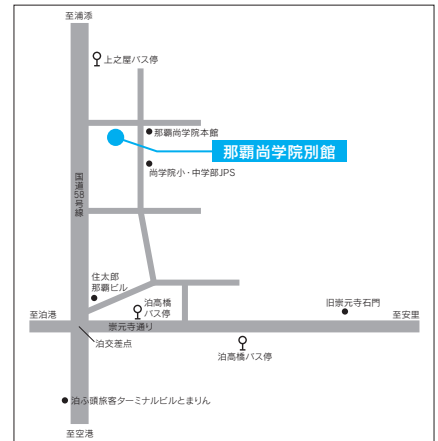 至浦添
上之屋バス停
那覇尚学院本館
那覇尚学院別館
尚学院小・中学部JPS
国道58号線
住太郎
那覇ビル
泊高橋
バス停
旧崇元寺石門
至泊港
崇元寺通り
至安里
泊交差点
泊高橋バス停
泊ふ頭旅客ターミナルビルとまりん
至空港